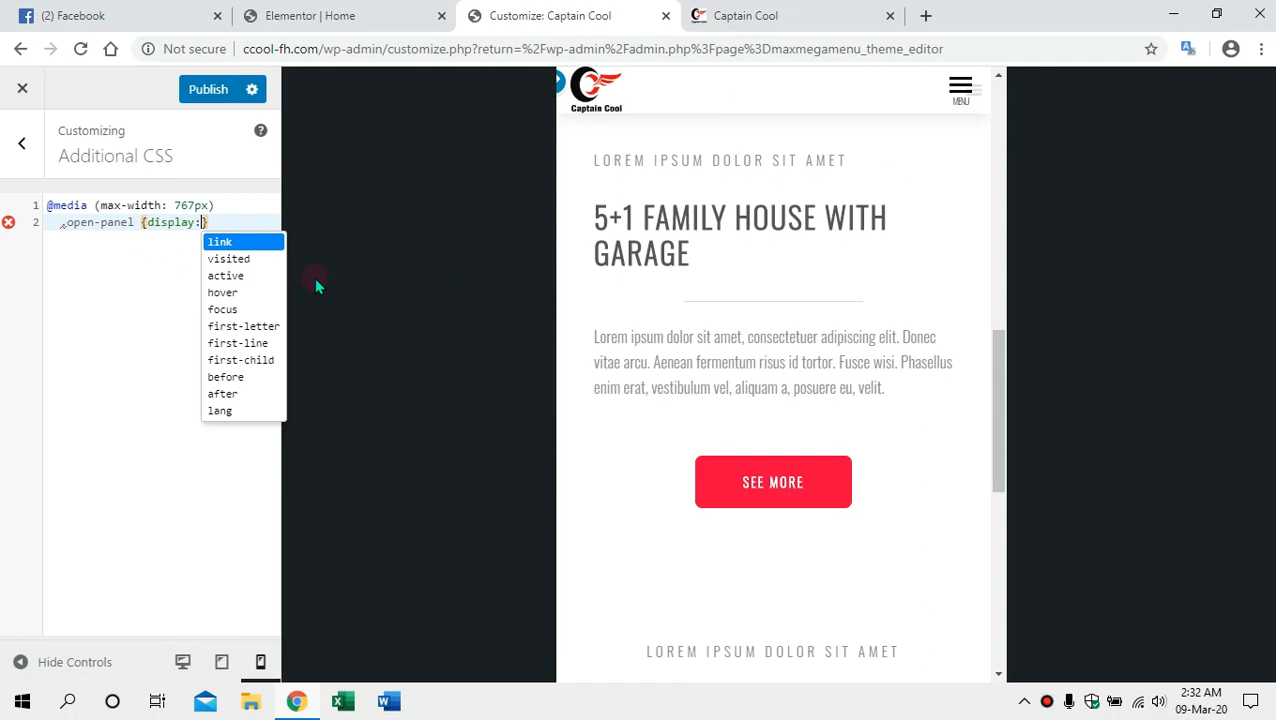 (2) Facebook
Elementor | Home
Customize: Captain Cool
Captain Cool
Not secure
ccool-fh.com/wp-admin/customize.php?return=%2Fwp-admin%2Fadmin.php%3Fpage%3Dmaxmegamenu_theme_editor
Publish
Customizing
Additional CSS
1 @media (max-width: 767px)
2 .open-panel {display:}
link
visited
active
hover
focus
first-letter
first-line
first-child
before
after
lang
Hide Controls
Captain Cool
MENU
LOREM IPSUM DOLOR SIT AMET
5+1 FAMILY HOUSE WITH
GARAGE
Lorem ipsum dolor sit amet, consectetuer adipiscing elit. Donec
vitae arcu. Aenean fermentum risus id tortor. Fusce wisi. Phasellus
enim erat, vestibulum vel, aliquam a, posuere eu, velit.
SEE MORE
LOREM IPSUM DOLOR SIT AMET
2:32 AM
09-Mar-20